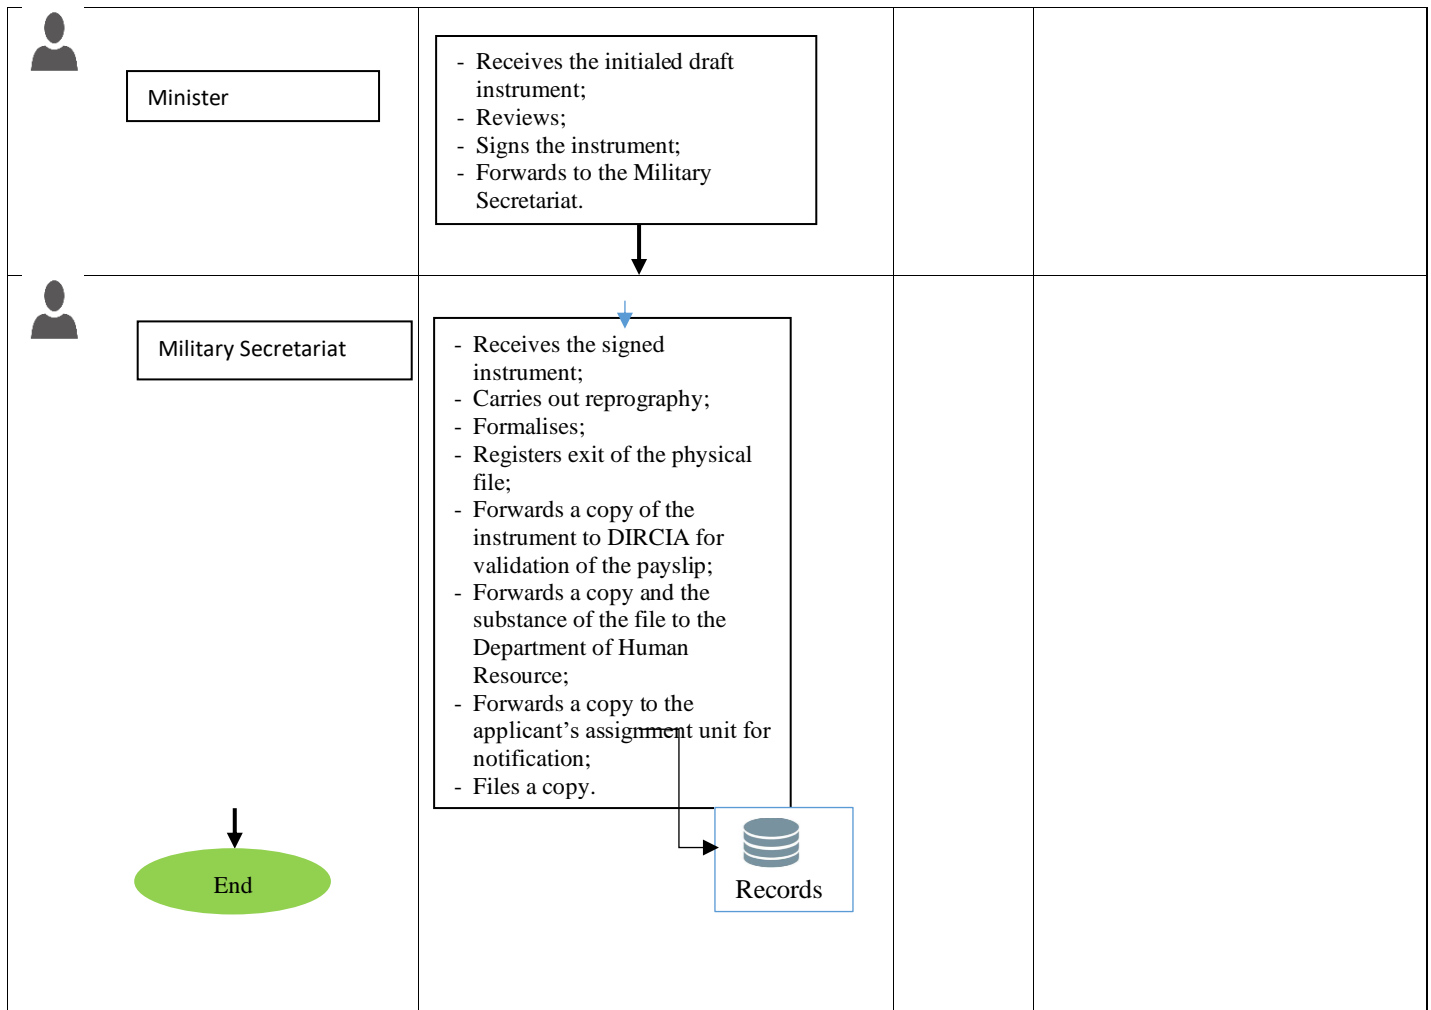 Minister
- Receives the initialed draft
instrument;
- Reviews;
- Signs the instrument;
- Forwards to the Military
Secretariat.
Military Secretariat
- Receives the signed
instrument;
- Carries out reprography;
- Formalises;
- Registers exit of the physical
file;
- Forwards a copy of the
instrument to DIRCIA for
validation of the payslip;
- Forwards a copy and the
substance of the file to the
Department of Human
Resource;
- Forwards a copy to the
applicant’s assignment unit for
notification;
- Files a copy.
End
Records